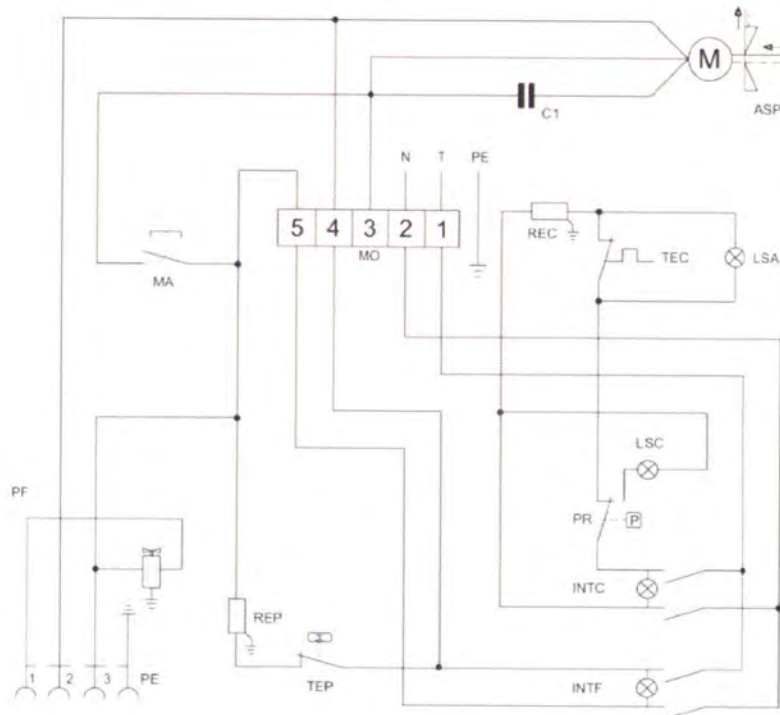 M
ASP
C1
N T PE
5 4 3 2 1
MO
REC
TEC
LSA
MA
LSC
PF
PR
P
INTC
REP
TEP
INTF
1 2 3 PE